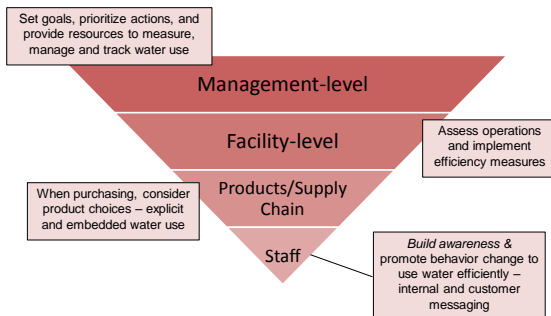 Set goals, prioritize actions, and
provide resources to measure,
manage and track water use
Management-level
Facility-level
Assess operations
and implement
efficiency measures
Products/Supply
Chain
When purchasing, consider
product choices – explicit
and embedded water use
Staff
Build awareness &
promote behavior change to
use water efficiently –
internal and customer
messaging